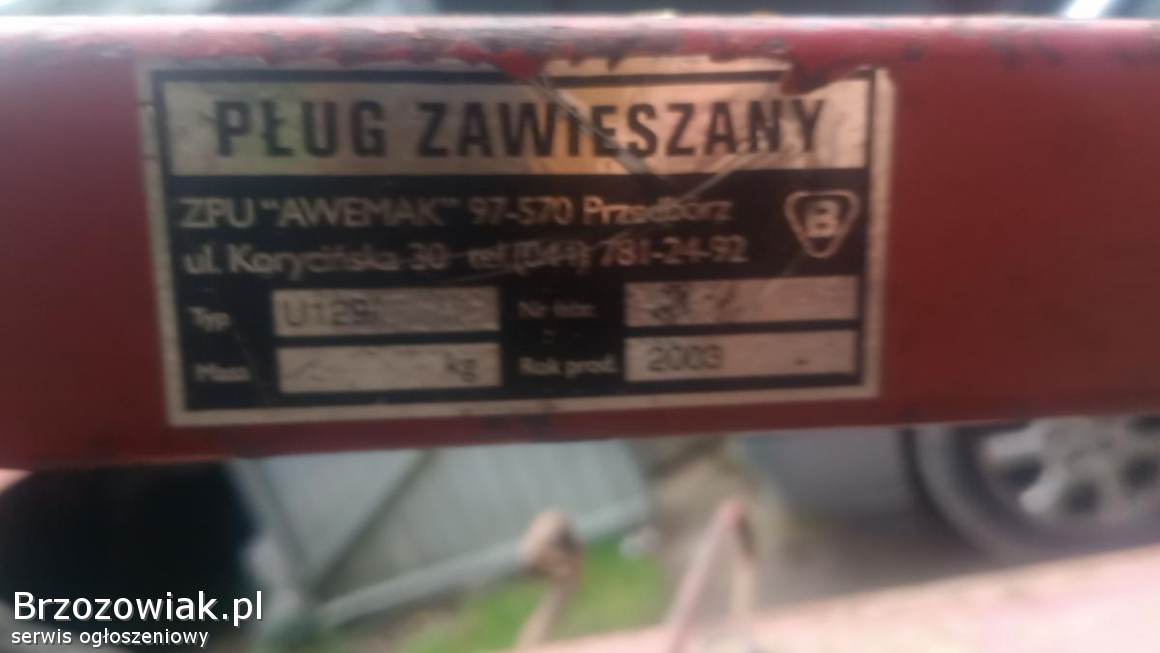 PŁUG ZAWIESZANY
ZPU "AWEMAK" 97-570 Przedbórz
B
ul. Korycińska 30 tel.(044) 781-24-92
Typ U129 Nr fabr.
Masa kg Rok prod. 2003
Brzozowiak.pl
serwis ogłoszeniowy